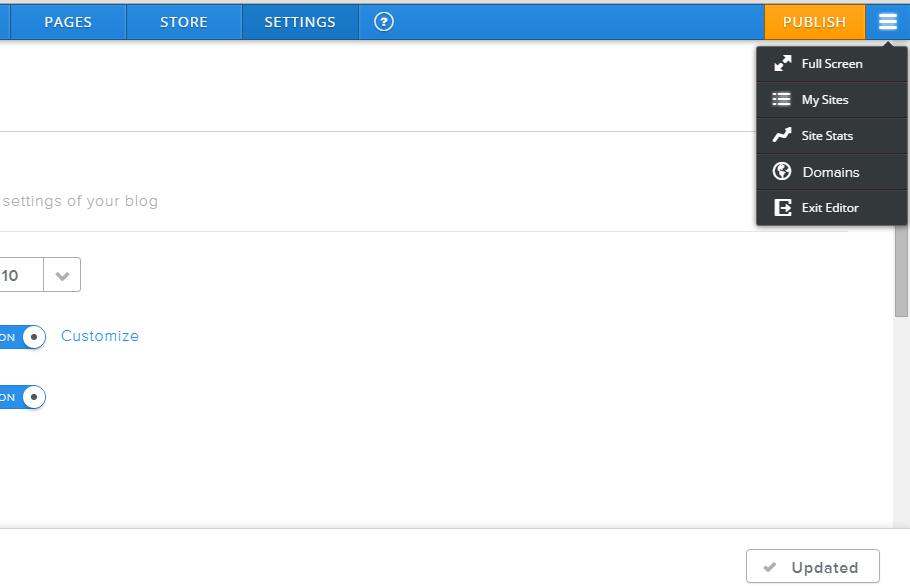 PAGES STORE SETTINGS ? PUBLISH
Full Screen
My Sites
Site Stats
Domains
Exit Editor
settings of your blog
10
ON Customize
ON
Updated